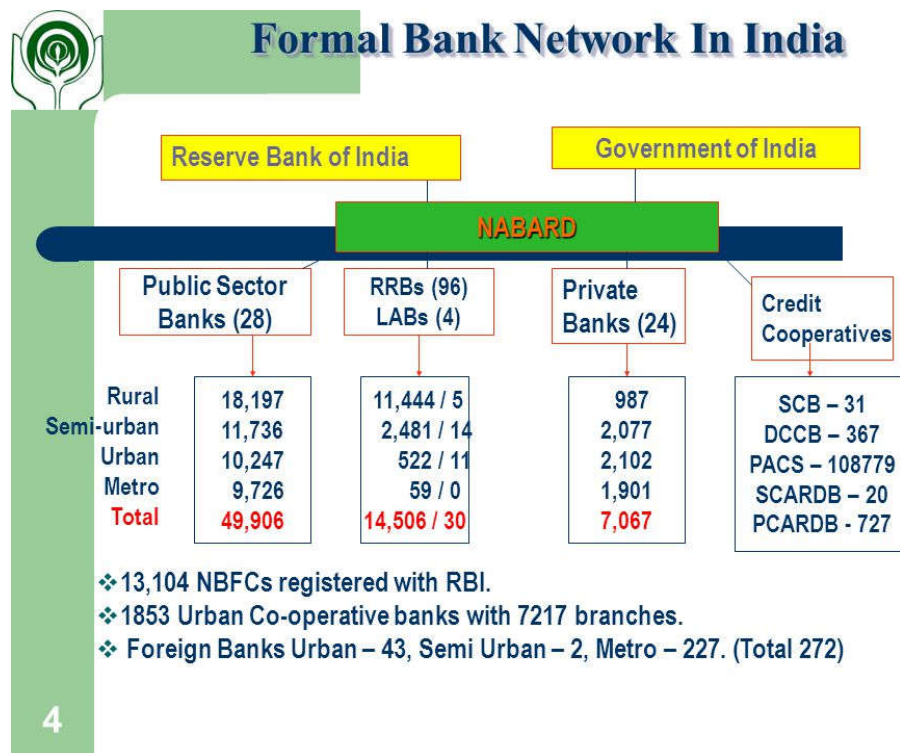 Formal Bank Network In India
Reserve Bank of India
Government of India
NABARD
Public Sector
Banks (28)
RRBs (96)
LABs (4)
Private
Banks (24)
Credit
Cooperatives
Rural 18,197 11,444 / 5 987
Semi-urban 11,736 2,481 / 14 2,077
Urban 10,247 522 / 11 2,102
Metro 9,726 59 / 0 1,901
Total 49,906 14,506 / 30 7,067
SCB – 31
DCCB – 367
PACS – 108779
SCARDB – 20
PCARDB - 727
❖13,104 NBFCs registered with RBI.
❖1853 Urban Co-operative banks with 7217 branches.
❖ Foreign Banks Urban – 43, Semi Urban – 2, Metro – 227. (Total 272)
4